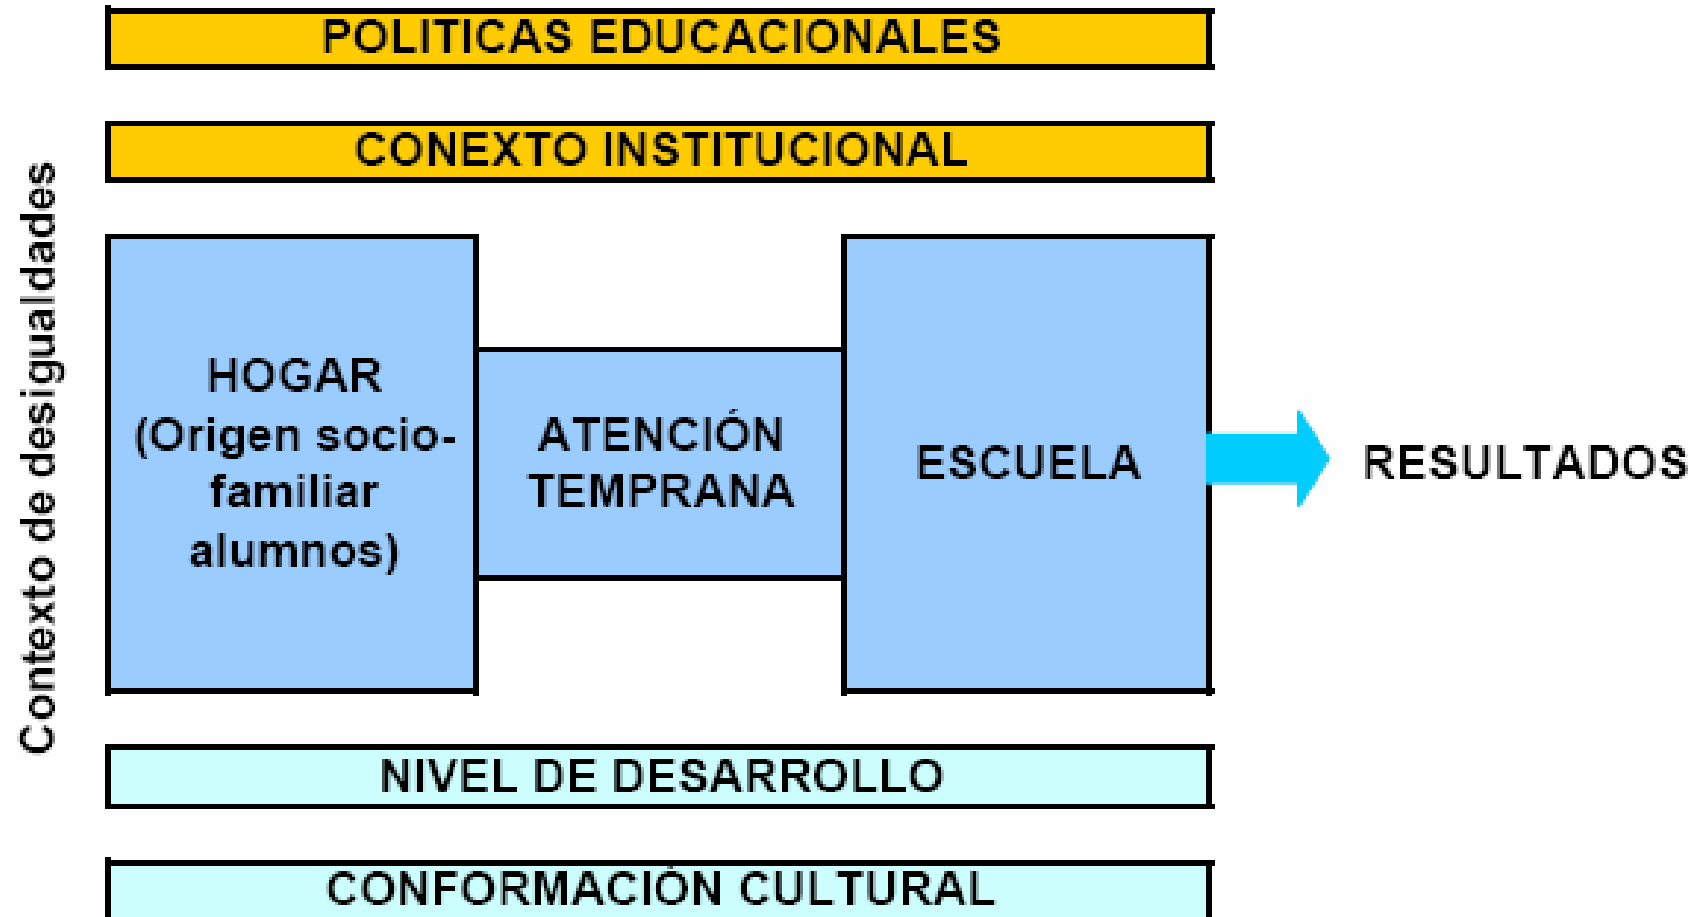 POLITICAS EDUCACIONALES
CONEXTO INSTITUCIONAL
Contexto de desigualdades
HOGAR
(Origen socio-
familiar
alumnos)
ATENCIÓN
TEMPRANA
ESCUELA
RESULTADOS
NIVEL DE DESARROLLO
CONFORMACIÓN CULTURAL